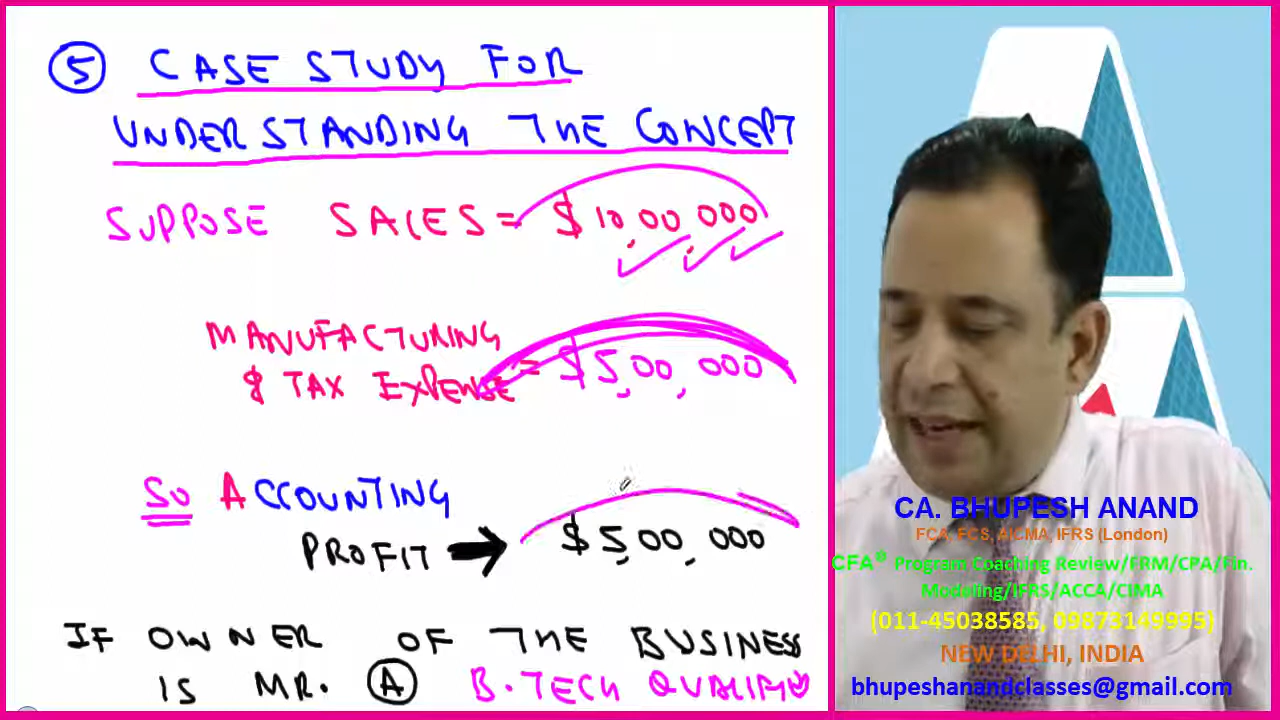 5 CASE STUDY FOR
UNDERSTANDING THE CONCEPT
SUPPOSE SALES = $ 10,00,000
MANUFACTURING
& TAX EXPENSE = $ 5,00,000
SO ACCOUNTING
PROFIT → $ 5,00,000
IF OWNER OF THE BUSINESS
IS MR. A B.TECH QUALIFIED
CA. BHUPESH ANAND
FCA, FCS, AICMA, IFRS (London)
CFA® Program Coaching Review/FRM/CPA/Fin.
Modaling/IFRS/ACCA/CIMA
(011-45038585, 09873149995)
NEW DELHI, INDIA
bhupeshanandclasses@gmail.com